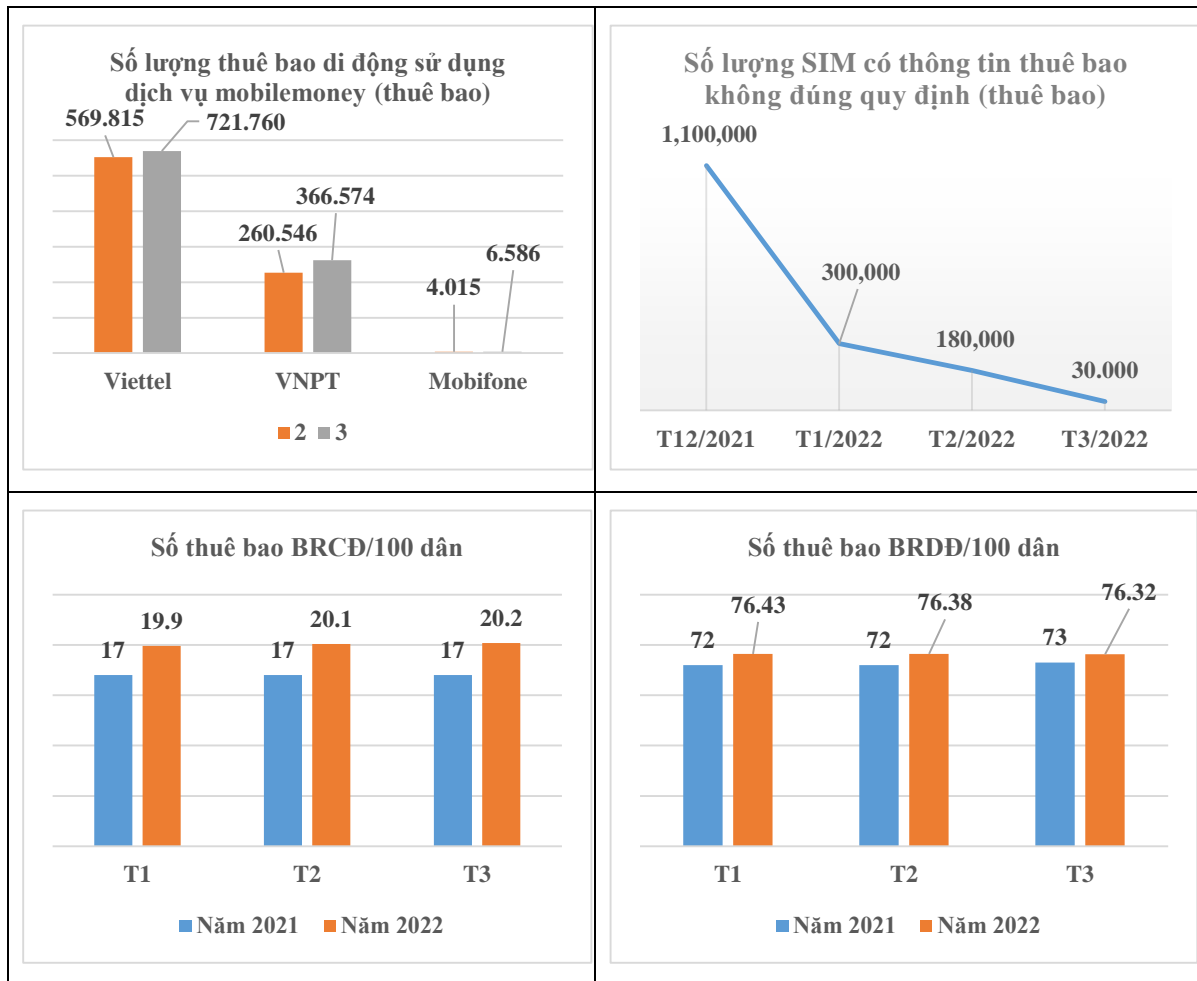 Số lượng thuê bao di động sử dụng
dịch vụ mobilemoney (thuê bao)
569.815
721.760
260.546
366.574
4.015
6.586
Viettel
VNPT
Mobifone
2
3
Số lượng SIM có thông tin thuê bao
không đúng quy định (thuê bao)
1,100,000
300,000
180,000
30.000
T12/2021
T1/2022
T2/2022
T3/2022
Số thuê bao BRCĐ/100 dân
17
19.9
17
20.1
17
20.2
T1
T2
T3
Năm 2021
Năm 2022
Số thuê bao BRDĐ/100 dân
72
76.43
72
76.38
73
76.32
T1
T2
T3
Năm 2021
Năm 2022